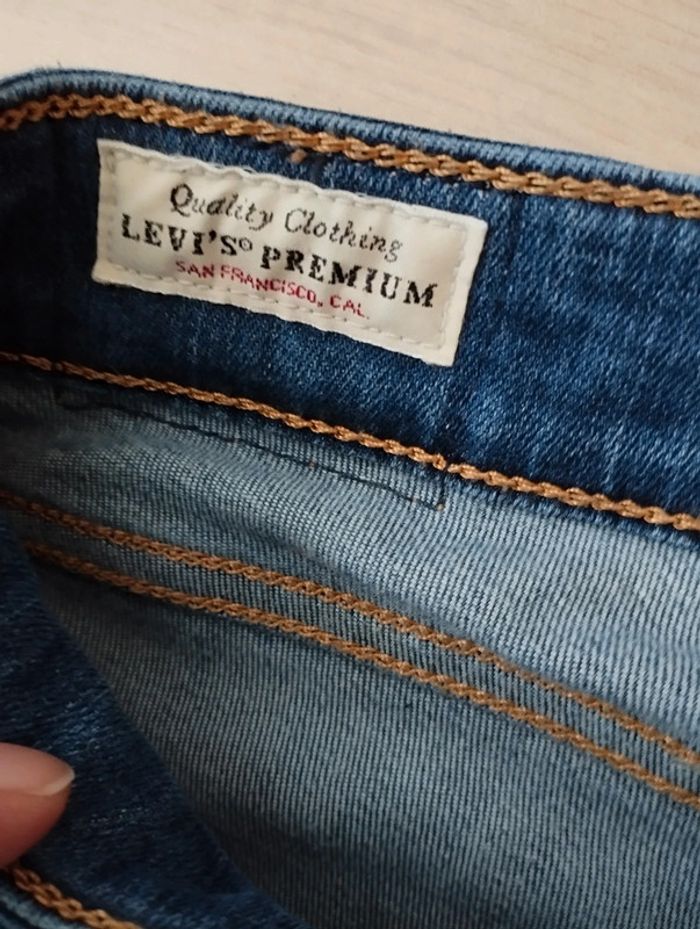 Quality Clothing
LEVI'S® PREMIUM
SAN FRANCISCO, CAL.